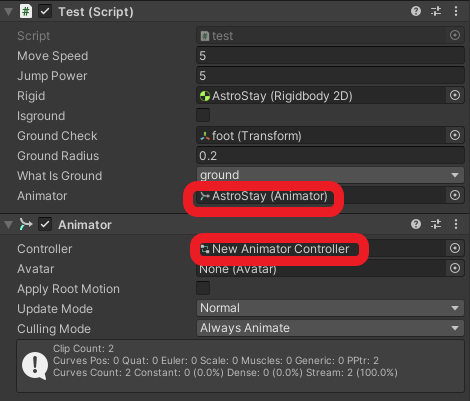 Test (Script)
Script test
Move Speed 5
Jump Power 5
Rigid AstroStay (Rigidbody 2D)
Isground
Ground Check foot (Transform)
Ground Radius 0.2
What Is Ground ground
Animator AstroStay (Animator)
Animator
Controller New Animator Controller
Avatar None (Avatar)
Apply Root Motion
Update Mode Normal
Culling Mode Always Animate
Clip Count: 2
Curves Pos: 0 Quat: 0 Euler: 0 Scale: 0 Muscles: 0 Generic: 0 PPtr: 2
Curves Count: 2 Constant: 0 (0.0%) Dense: 0 (0.0%) Stream: 2 (100.0%)